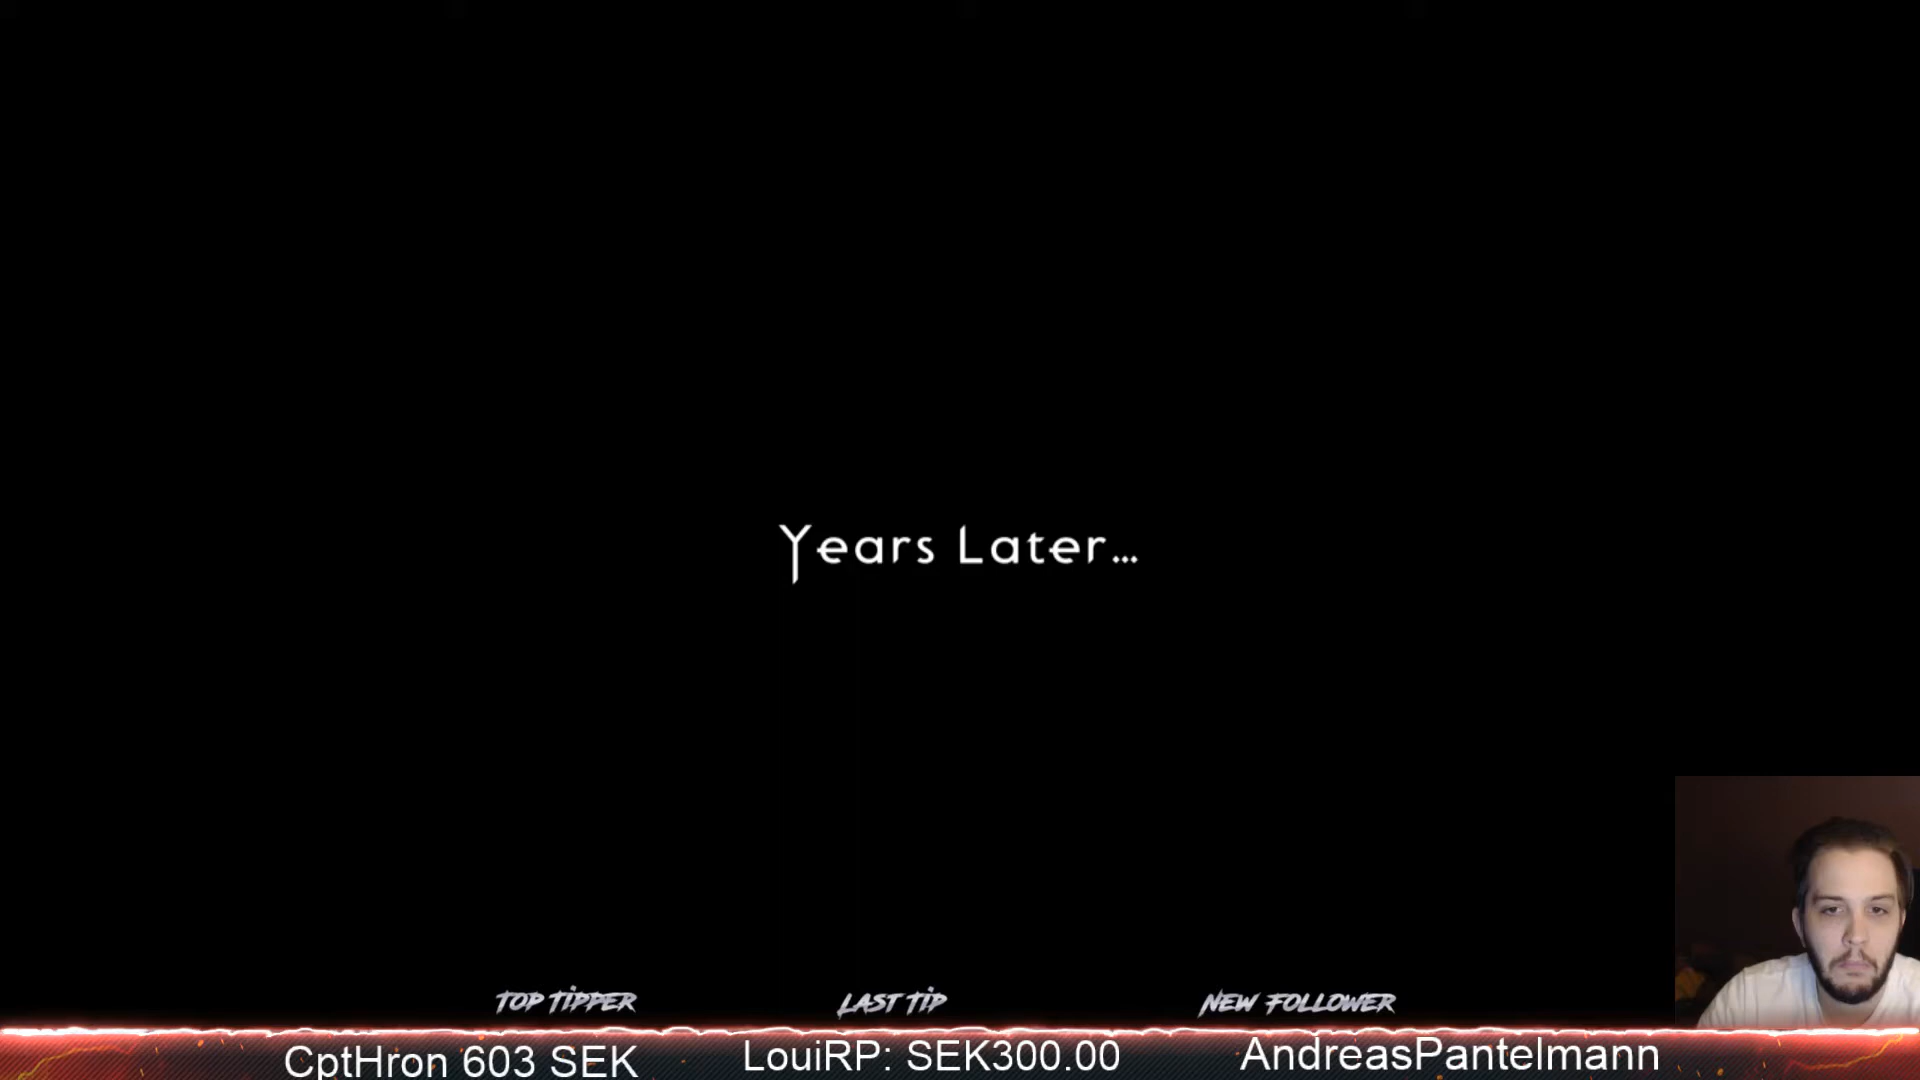 Years Later...
TOP TIPPER
LAST TIP
NEW FOLLOWER
CptHron 603 SEK
LouiRP: SEK300.00
AndreasPantelmann